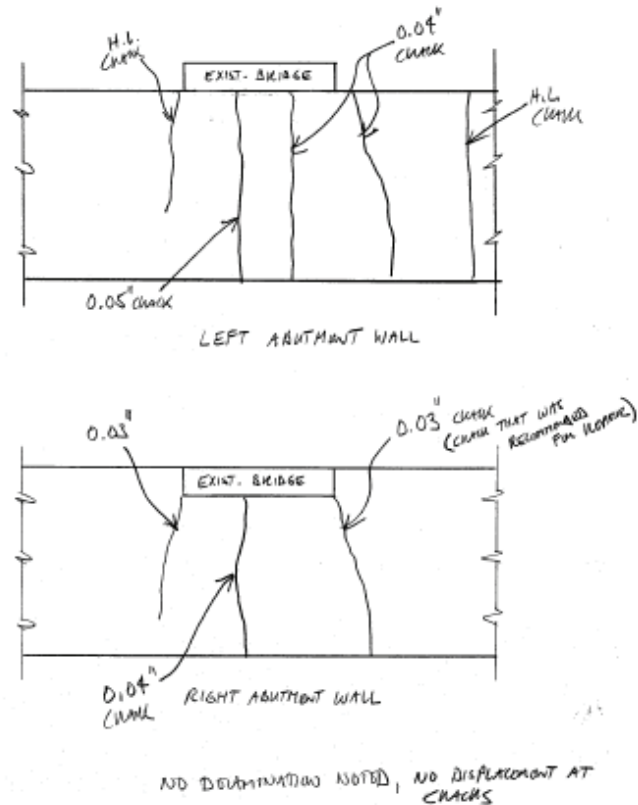 H.L.
CRACK
EXIST. BRIDGE
0.04"
CRACK
H.L.
CRACK
0.05" CRACK
LEFT ABUTMENT WALL
0.03"
0.03" CRACK
(CRACK THAT WAS
RECOMMENDED
FOR REPAIR)
EXIST. BRIDGE
0.04"
CRACK
RIGHT ABUTMENT WALL
NO DELAMINATION NOTED, NO DISPLACEMENT AT
CRACKS